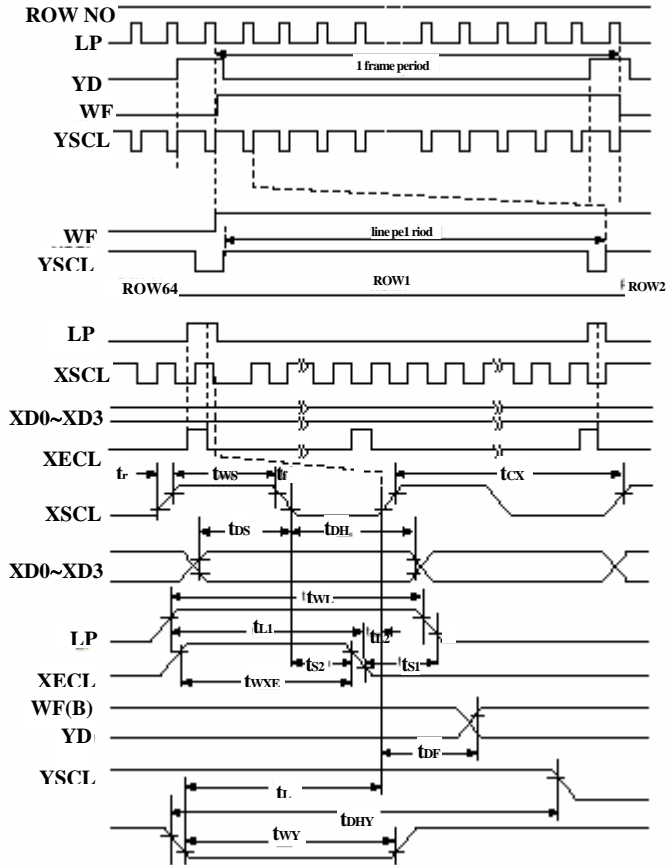 ROW NO
LP
1 frame period
YD
WF
YSCL
WF
line pe1 riod
YSCL
ROW64
ROW1
ROW2
LP
XSCL
XD0~XD3
XECL
tr
tWS
tf
tCX
XSCL
tDS
tDH
XD0~XD3
tWL
LP
tL1
tL2
tS2
tS1
XECL
tWXE
WF(B)
YD
tDF
YSCL
tL
tDHY
tWY